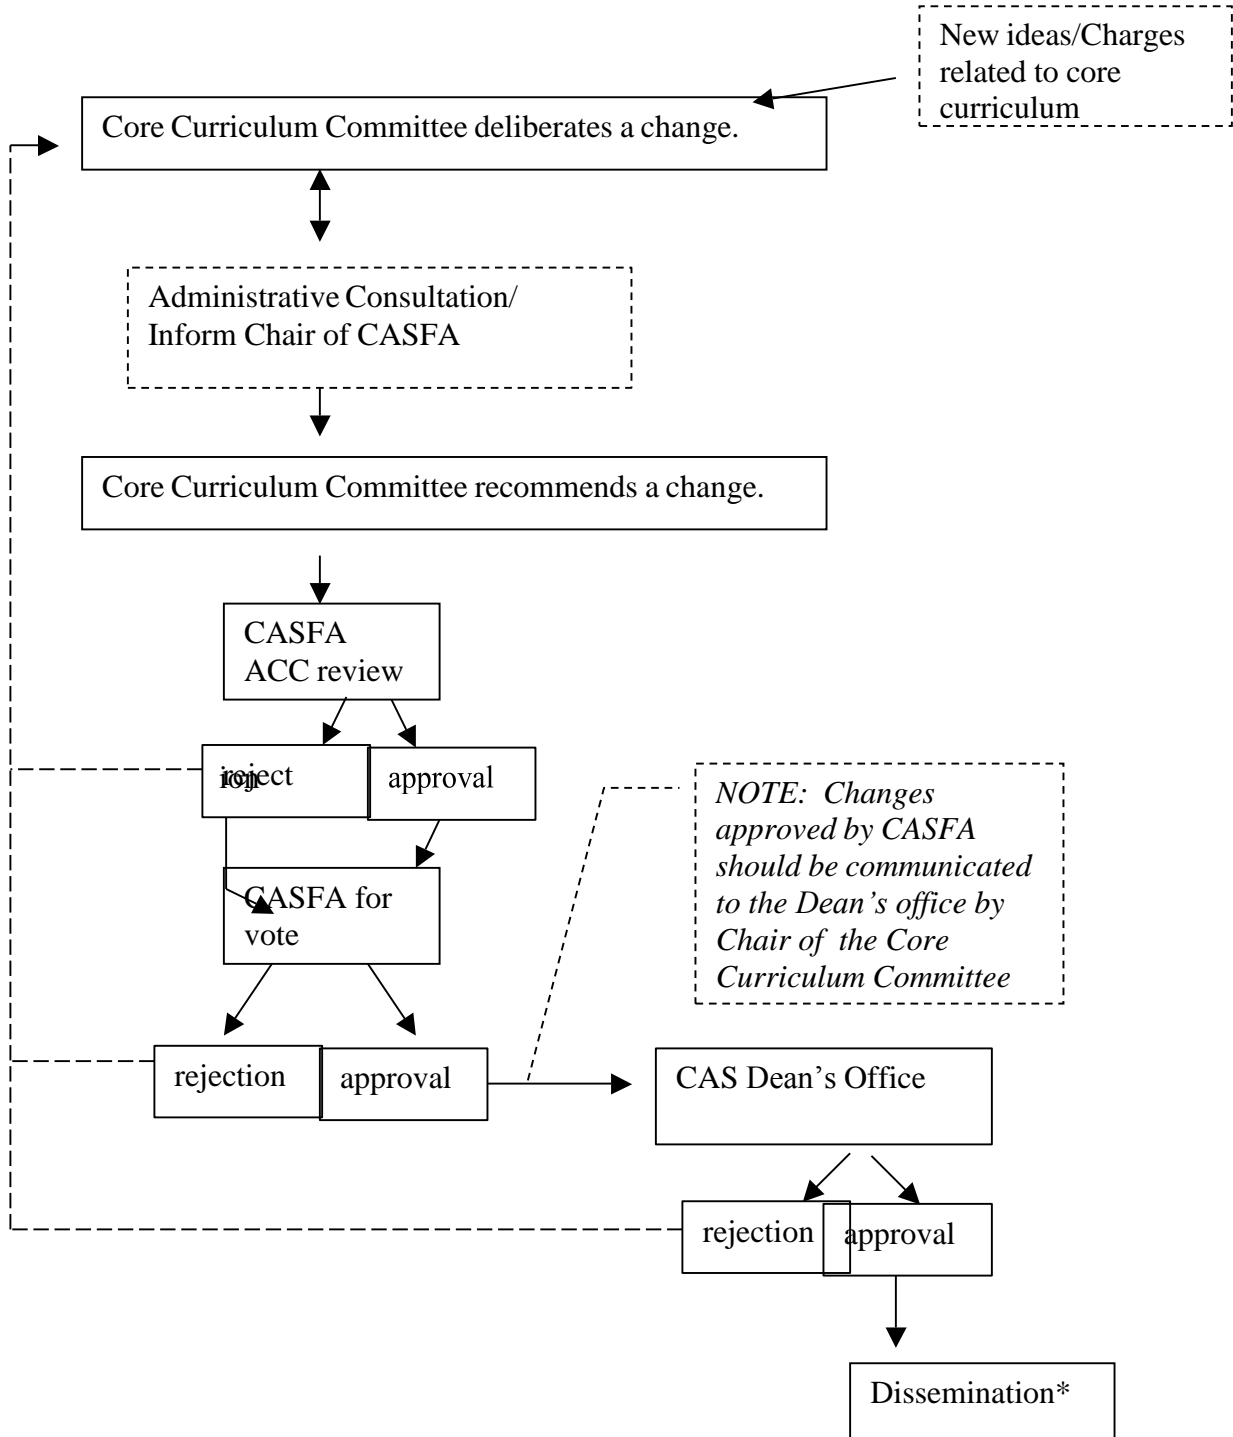 New ideas/Charges
related to core
curriculum
Core Curriculum Committee deliberates a change.
Administrative Consultation/
Inform Chair of CASFA
Core Curriculum Committee recommends a change.
CASFA
ACC review
reject
ion
approval
NOTE: Changes
approved by CASFA
should be communicated
to the Dean’s office by
Chair of the Core
Curriculum Committee
CASFA for
vote
rejection
approval
CAS Dean’s Office
rejection
approval
Dissemination*